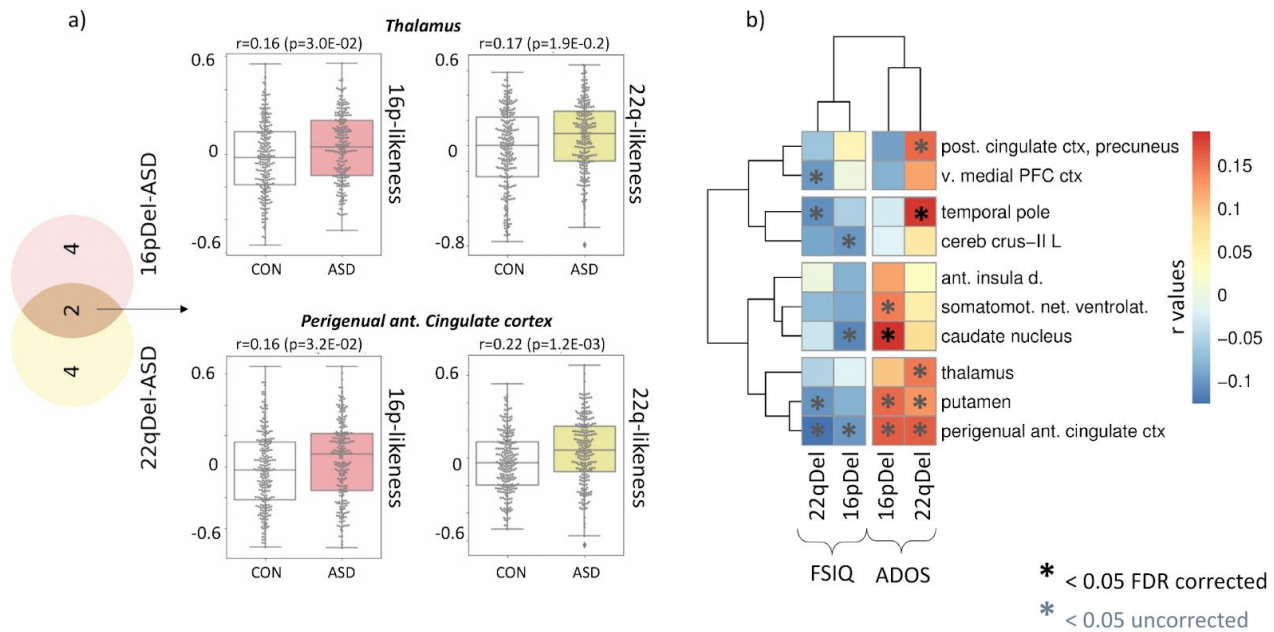 a)
Thalamus
r=0.16 (p=3.0E-02)
0.6
0
-0.6
CON
ASD
16p-likeness
r=0.17 (p=1.9E-0.2)
0.6
0
-0.8
CON
ASD
22q-likeness
16pDel-ASD
22qDel-ASD
4
2
4
Perigenual ant. Cingulate cortex
r=0.16 (p=3.2E-02)
0.6
0
-0.6
CON
ASD
16p-likeness
r=0.22 (p=1.2E-03)
0.6
0
-0.6
CON
ASD
22q-likeness
b)
* post. cingulate ctx, precuneus
* v. medial PFC ctx
* * temporal pole
* cereb crus-II L
ant. insula d.
* somatomot. net. ventrolat.
* * caudate nucleus
* thalamus
* * * putamen
* * * * perigenual ant. cingulate ctx
22qDel
16pDel
16pDel
22qDel
FSIQ
ADOS
r values
0.15
0.1
0.05
0
-0.05
-0.1
* < 0.05 FDR corrected
* < 0.05 uncorrected